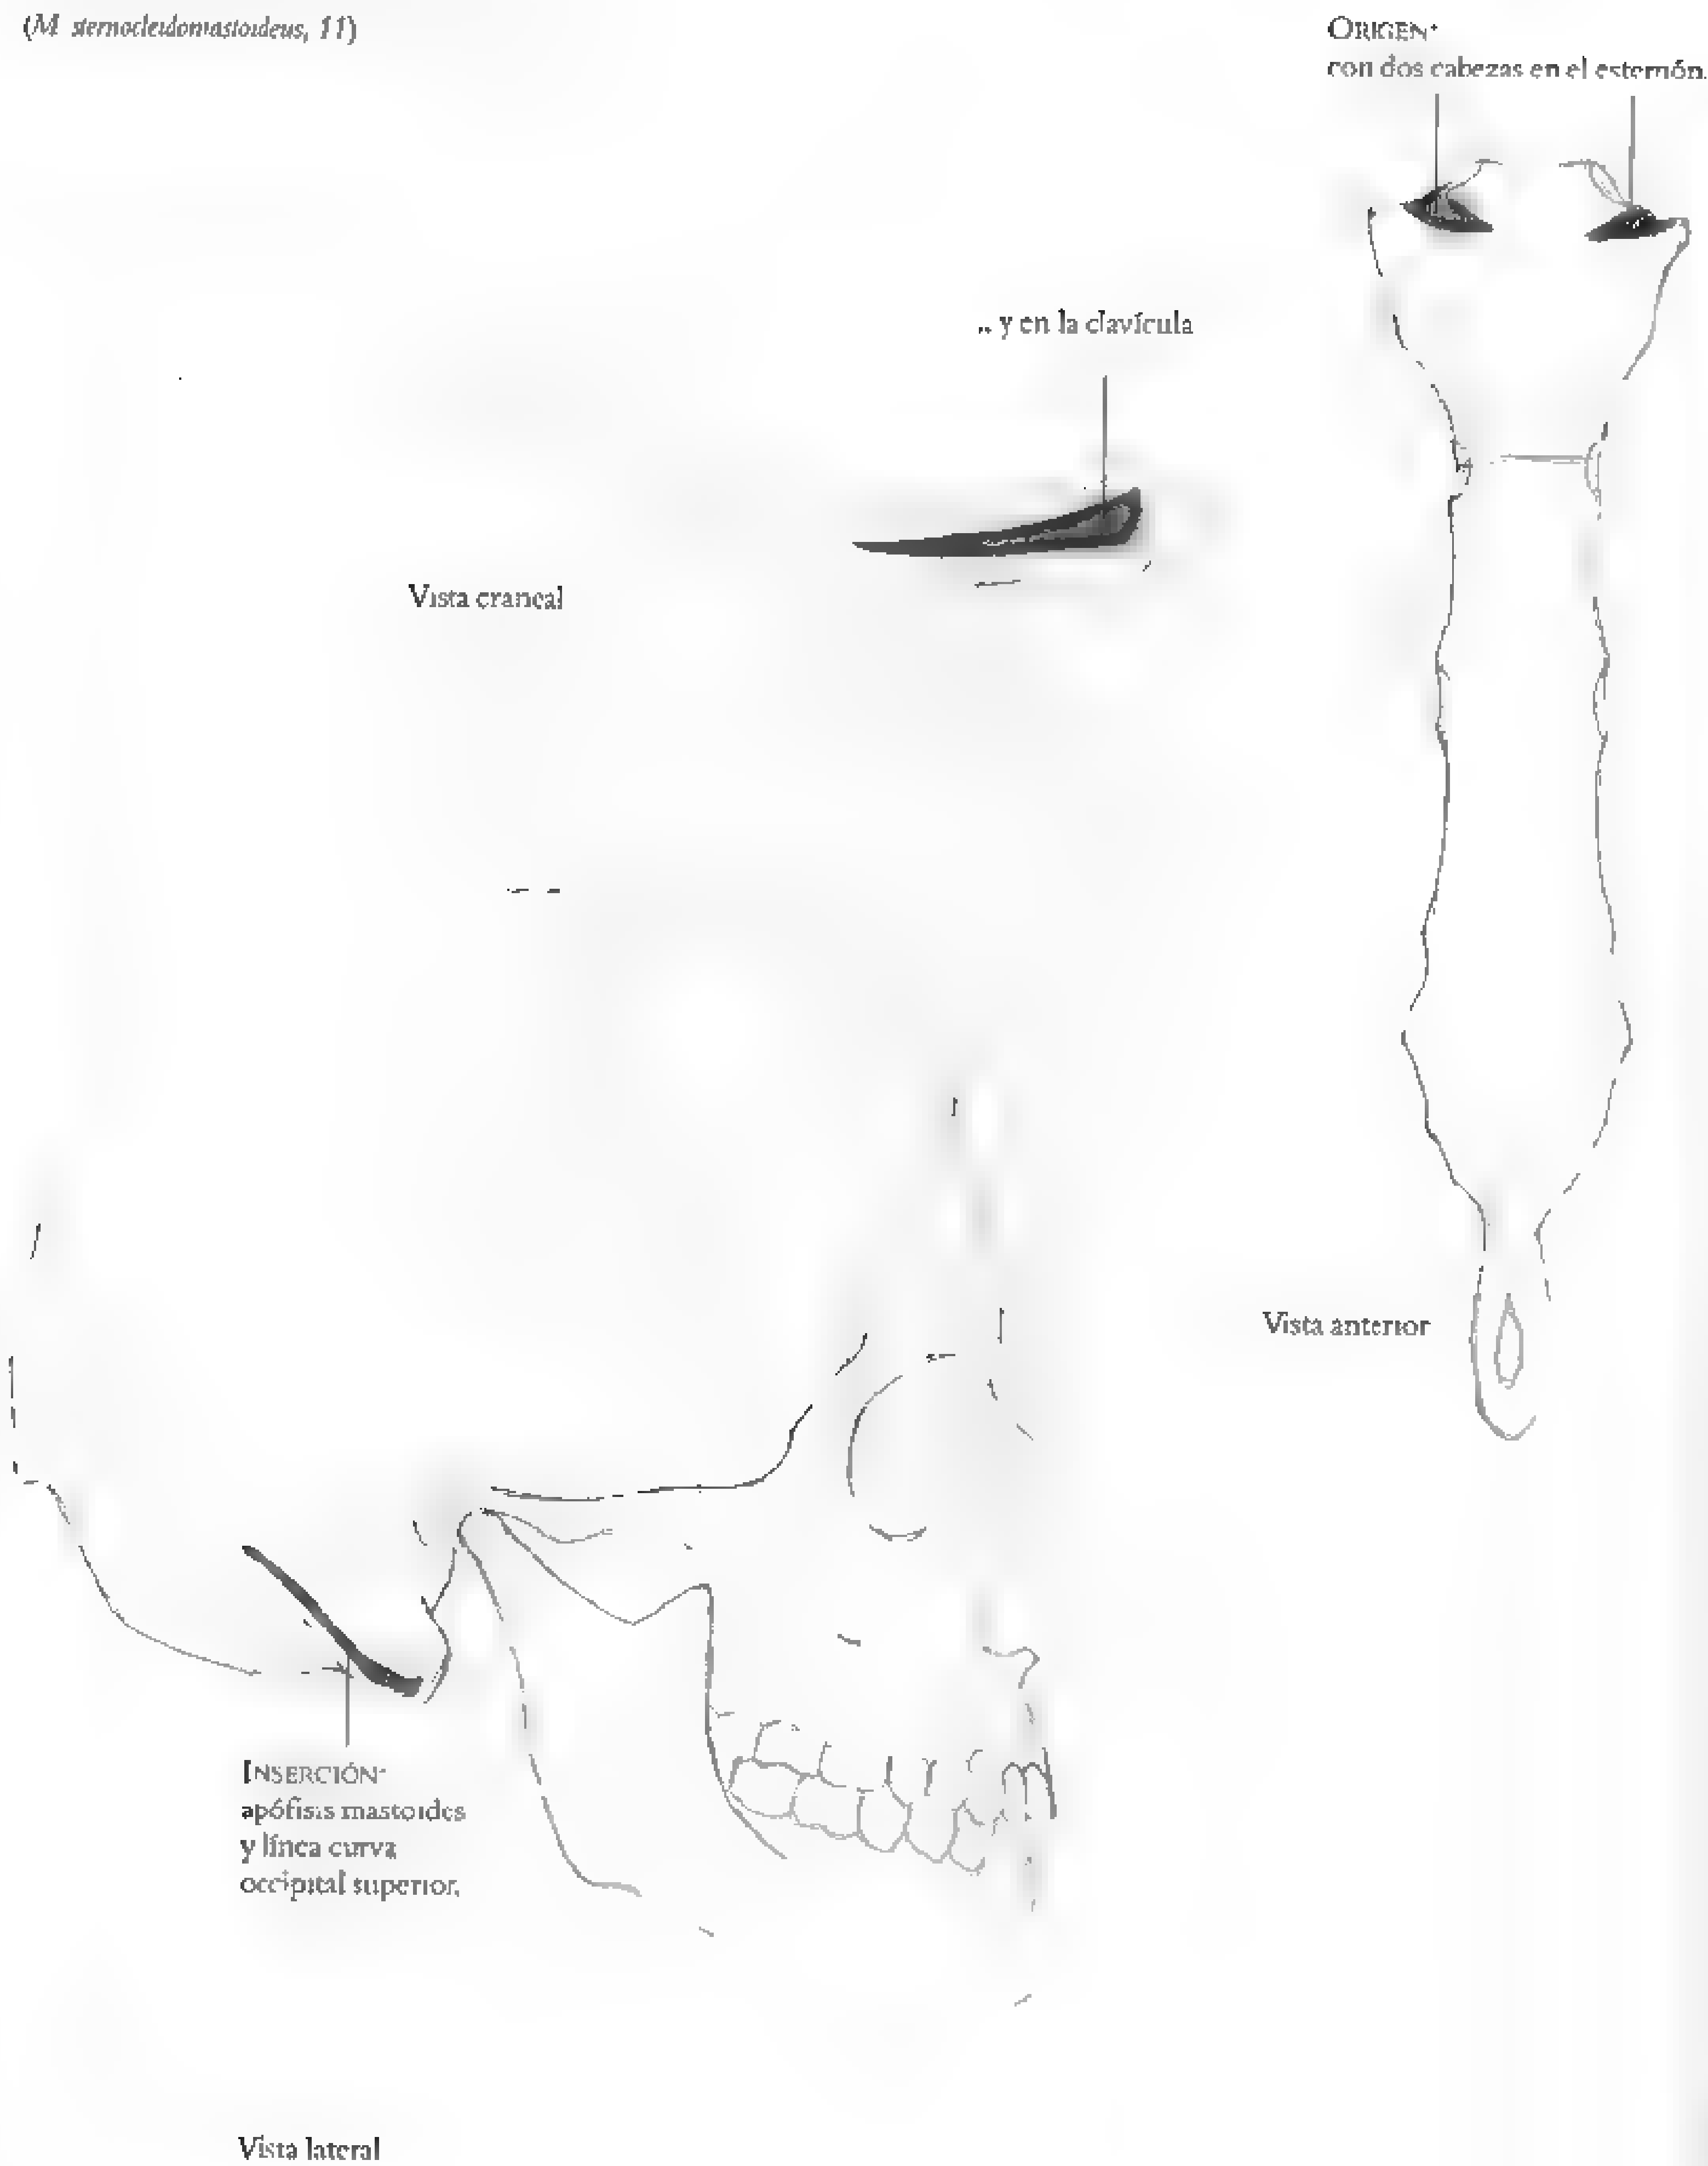 (M sternocleidomastoideus, 11)
ORIGEN:
con dos cabezas en el esternón.
.. y en la clavícula
Vista craneal
Vista anterior
INSERCIÓN:
apófisis mastoides
y línea curva
occipital superior.
Vista lateral